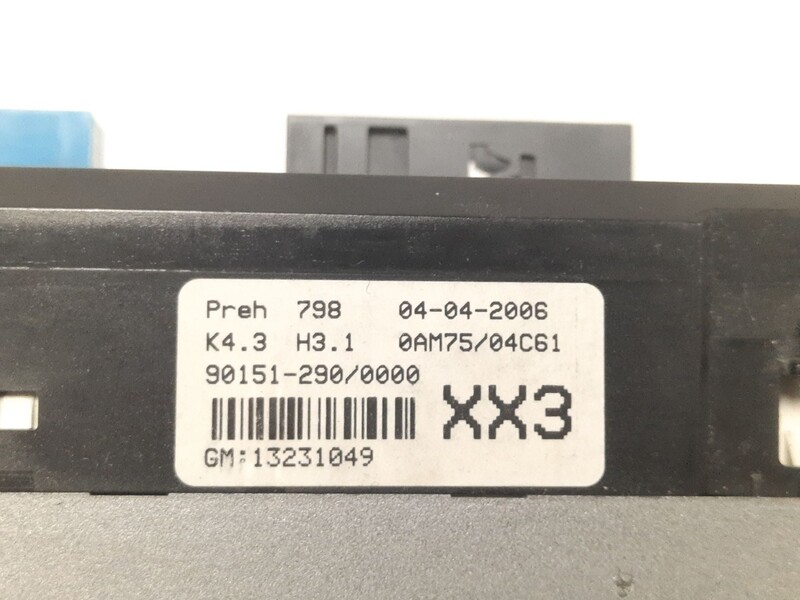 Preh 798 04-04-2006
K4.3 H3.1 0AM75/04C61
90151-290/0000
XX3
GM:13231049